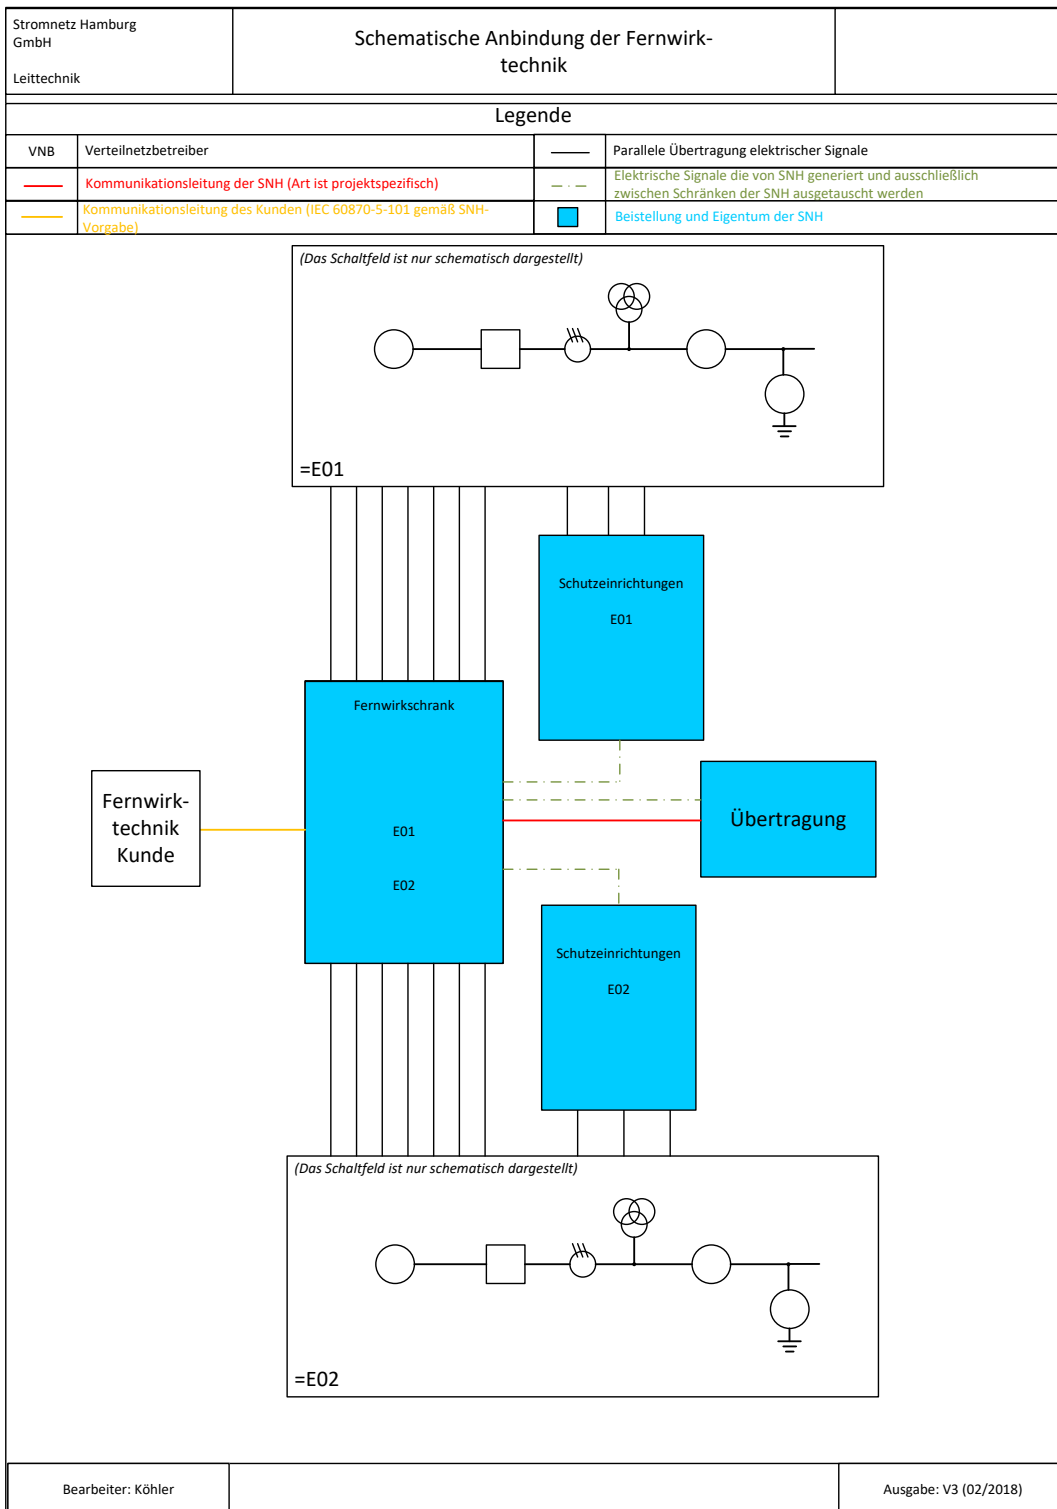 Stromnetz Hamburg
GmbH
Leittechnik
Schematische Anbindung der Fernwirk-
technik
Legende
VNB
Verteilnetzbetreiber
Parallele Übertragung elektrischer Signale
Kommunikationsleitung der SNH (Art ist projektspezifisch)
Elektrische Signale die von SNH generiert und ausschließlich
zwischen Schränken der SNH ausgetauscht werden
Kommunikationsleitung des Kunden (IEC 60870-5-101 gemäß SNH-
Vorgabe)
Beistellung und Eigentum der SNH
(Das Schaltfeld ist nur schematisch dargestellt)
=E01
Schutzeinrichtungen
E01
Fernwirkschrank
E01
E02
Fernwirk-
technik
Kunde
Übertragung
Schutzeinrichtungen
E02
(Das Schaltfeld ist nur schematisch dargestellt)
=E02
Bearbeiter: Köhler
Ausgabe: V3 (02/2018)